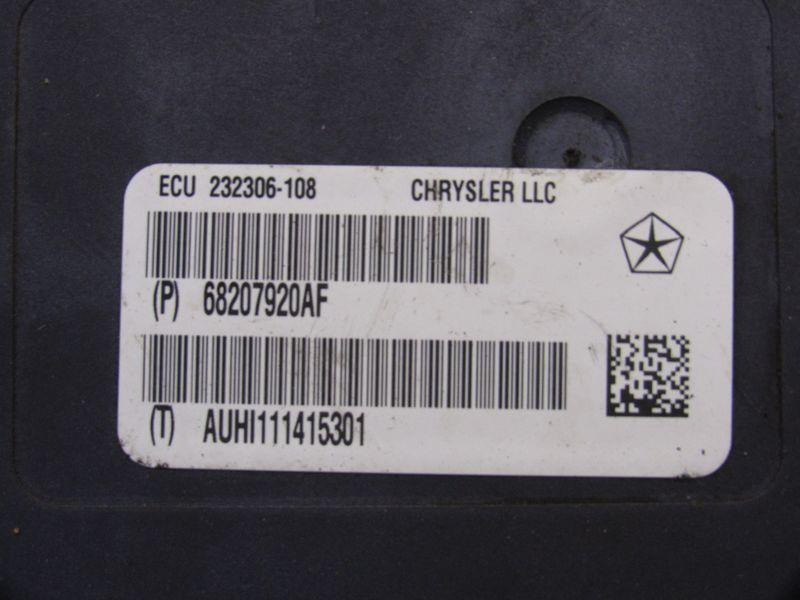 ECU 232306-108 CHRYSLER LLC
(P) 68207920AF
(T) AUHI111415301